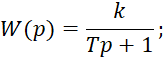 W(p) = k / (Tp + 1);